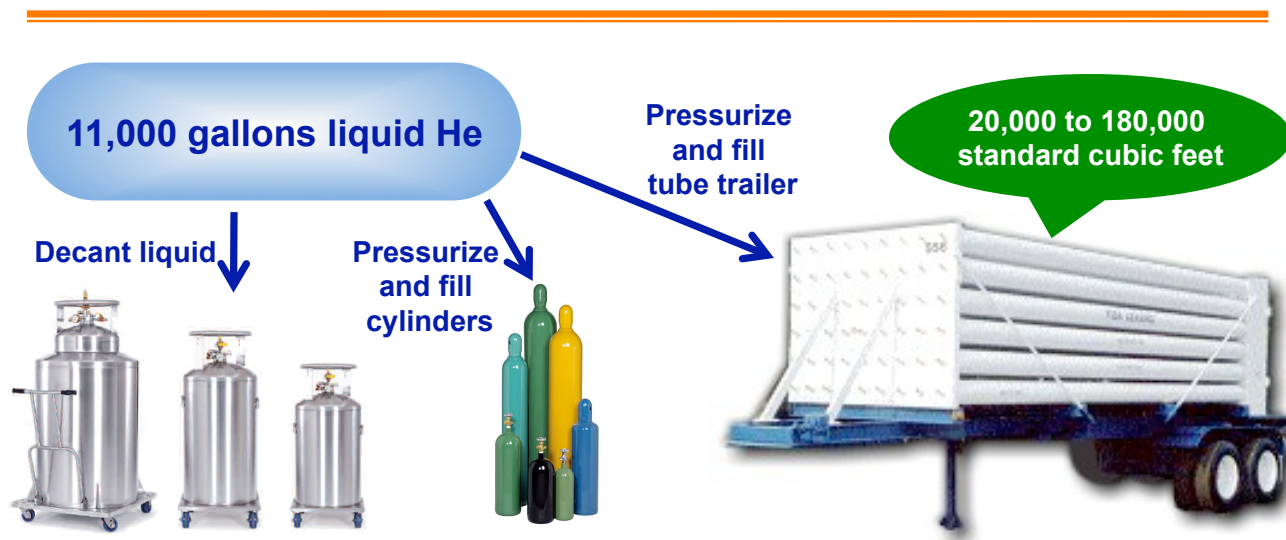 11,000 gallons liquid He
Pressurize
and fill
tube trailer
20,000 to 180,000
standard cubic feet
Decant liquid
Pressurize
and fill
cylinders
556